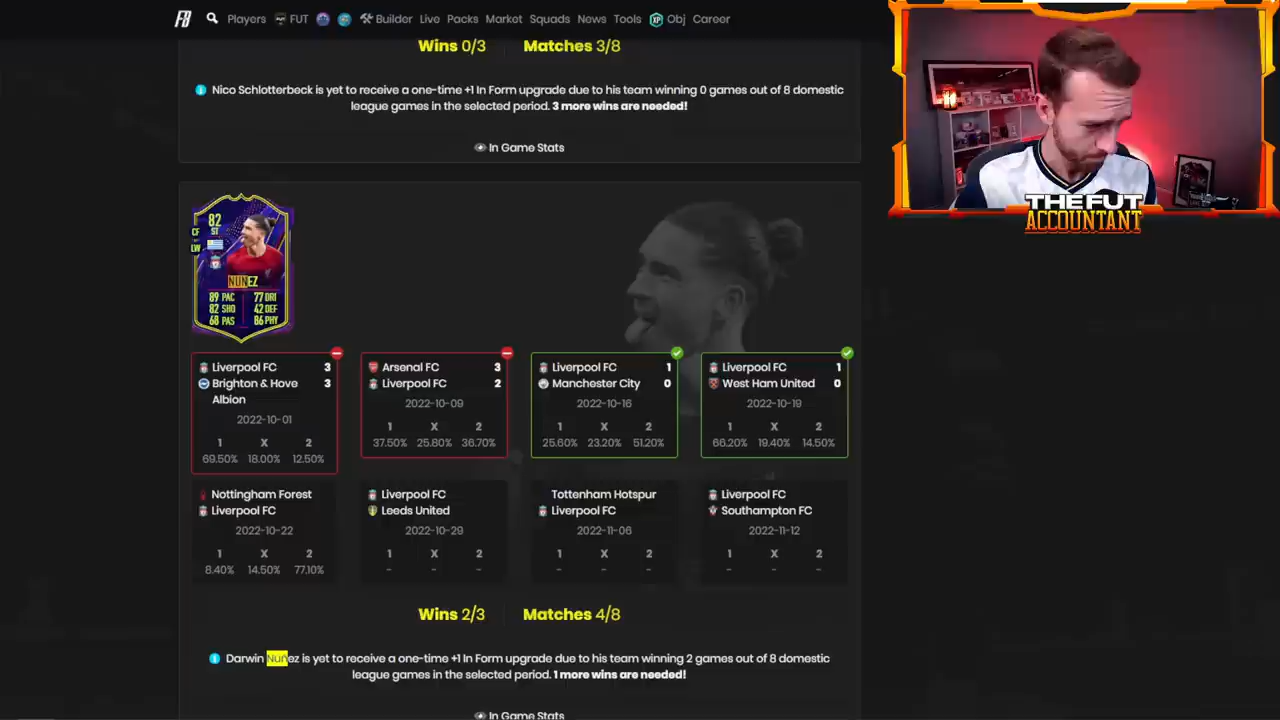 F8 Players FUT Builder Live Packs Market Squads News Tools XP Obj Career
Wins 0/3 Matches 3/8
Nico Schlotterbeck is yet to receive a one-time +1 In Form upgrade due to his team winning 0 games out of 8 domestic
league games in the selected period. 3 more wins are needed!
In Game Stats
THE FUT
ACCOUNTANT
82
CF ST
LW
NUNEZ
89 PAC 77 DRI
82 SHO 42 DEF
68 PAS 86 PHY
Liverpool FC 3
Brighton & Hove 3
Albion
2022-10-01
1 X 2
69.50% 18.00% 12.50%
Arsenal FC 3
Liverpool FC 2
2022-10-09
1 X 2
37.50% 25.80% 36.70%
Liverpool FC 1
Manchester City 0
2022-10-16
1 X 2
25.60% 23.20% 51.20%
Liverpool FC 1
West Ham United 0
2022-10-19
1 X 2
66.20% 19.40% 14.50%
Nottingham Forest
Liverpool FC
2022-10-22
1 X 2
8.40% 14.50% 77.10%
Liverpool FC
Leeds United
2022-10-29
1 X 2
- - -
Tottenham Hotspur
Liverpool FC
2022-11-06
1 X 2
- - -
Liverpool FC
Southampton FC
2022-11-12
1 X 2
- - -
Wins 2/3 Matches 4/8
Darwin Nuñez is yet to receive a one-time +1 In Form upgrade due to his team winning 2 games out of 8 domestic
league games in the selected period. 1 more wins are needed!
In Game Stats